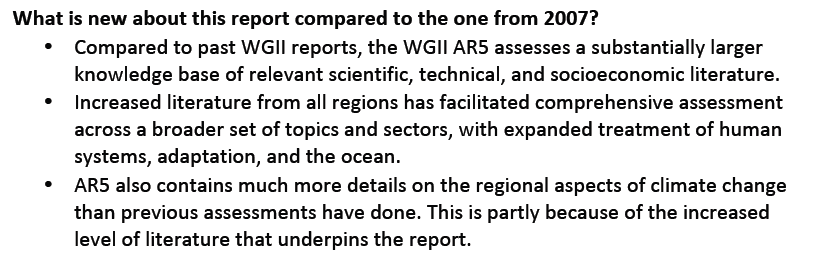 What is new about this report compared to the one from 2007?
• Compared to past WGII reports, the WGII AR5 assesses a substantially larger
knowledge base of relevant scientific, technical, and socioeconomic literature.
• Increased literature from all regions has facilitated comprehensive assessment
across a broader set of topics and sectors, with expanded treatment of human
systems, adaptation, and the ocean.
• AR5 also contains much more details on the regional aspects of climate change
than previous assessments have done. This is partly because of the increased
level of literature that underpins the report.